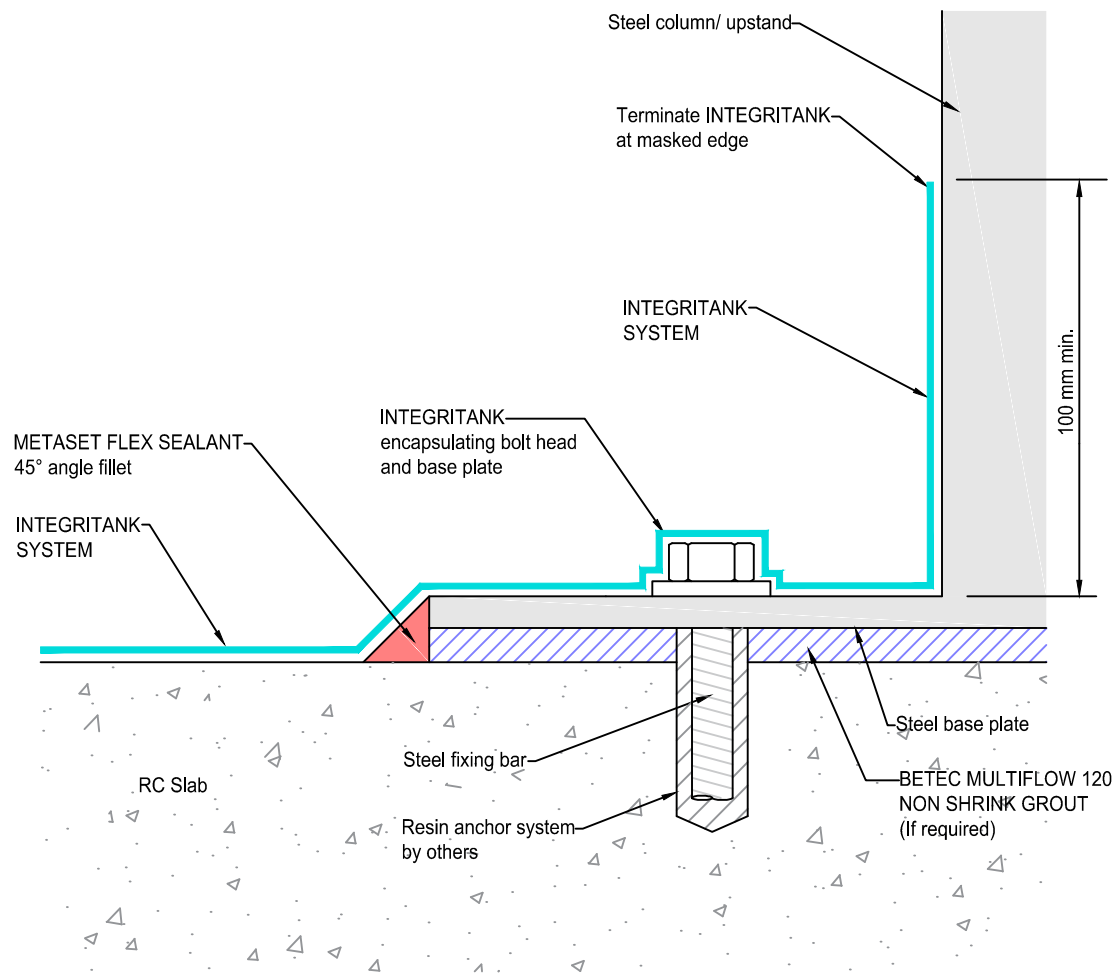 Steel column/ upstand
Terminate INTEGRITANK
at masked edge
INTEGRITANK
SYSTEM
100 mm min.
INTEGRITANK
encapsulating bolt head
and base plate
METASET FLEX SEALANT
45° angle fillet
INTEGRITANK
SYSTEM
Steel base plate
Steel fixing bar
BETEC MULTIFLOW 120
NON SHRINK GROUT
(If required)
RC Slab
Resin anchor system
by others